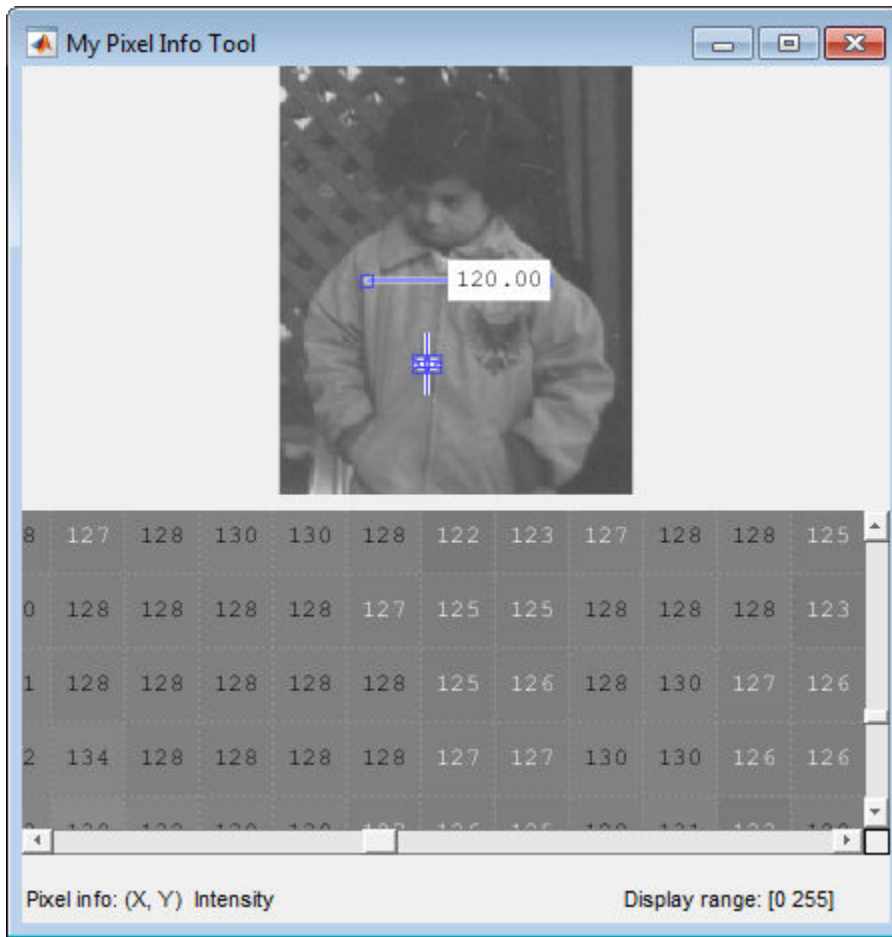 My Pixel Info Tool
120.00
8 127 128 130 130 128 122 123 127 128 128 125
0 128 128 128 128 127 125 125 128 128 128 123
1 128 128 128 128 128 125 126 128 130 127 126
2 134 128 128 128 128 127 127 130 130 126 126
Pixel info: (X, Y) Intensity
Display range: [0 255]